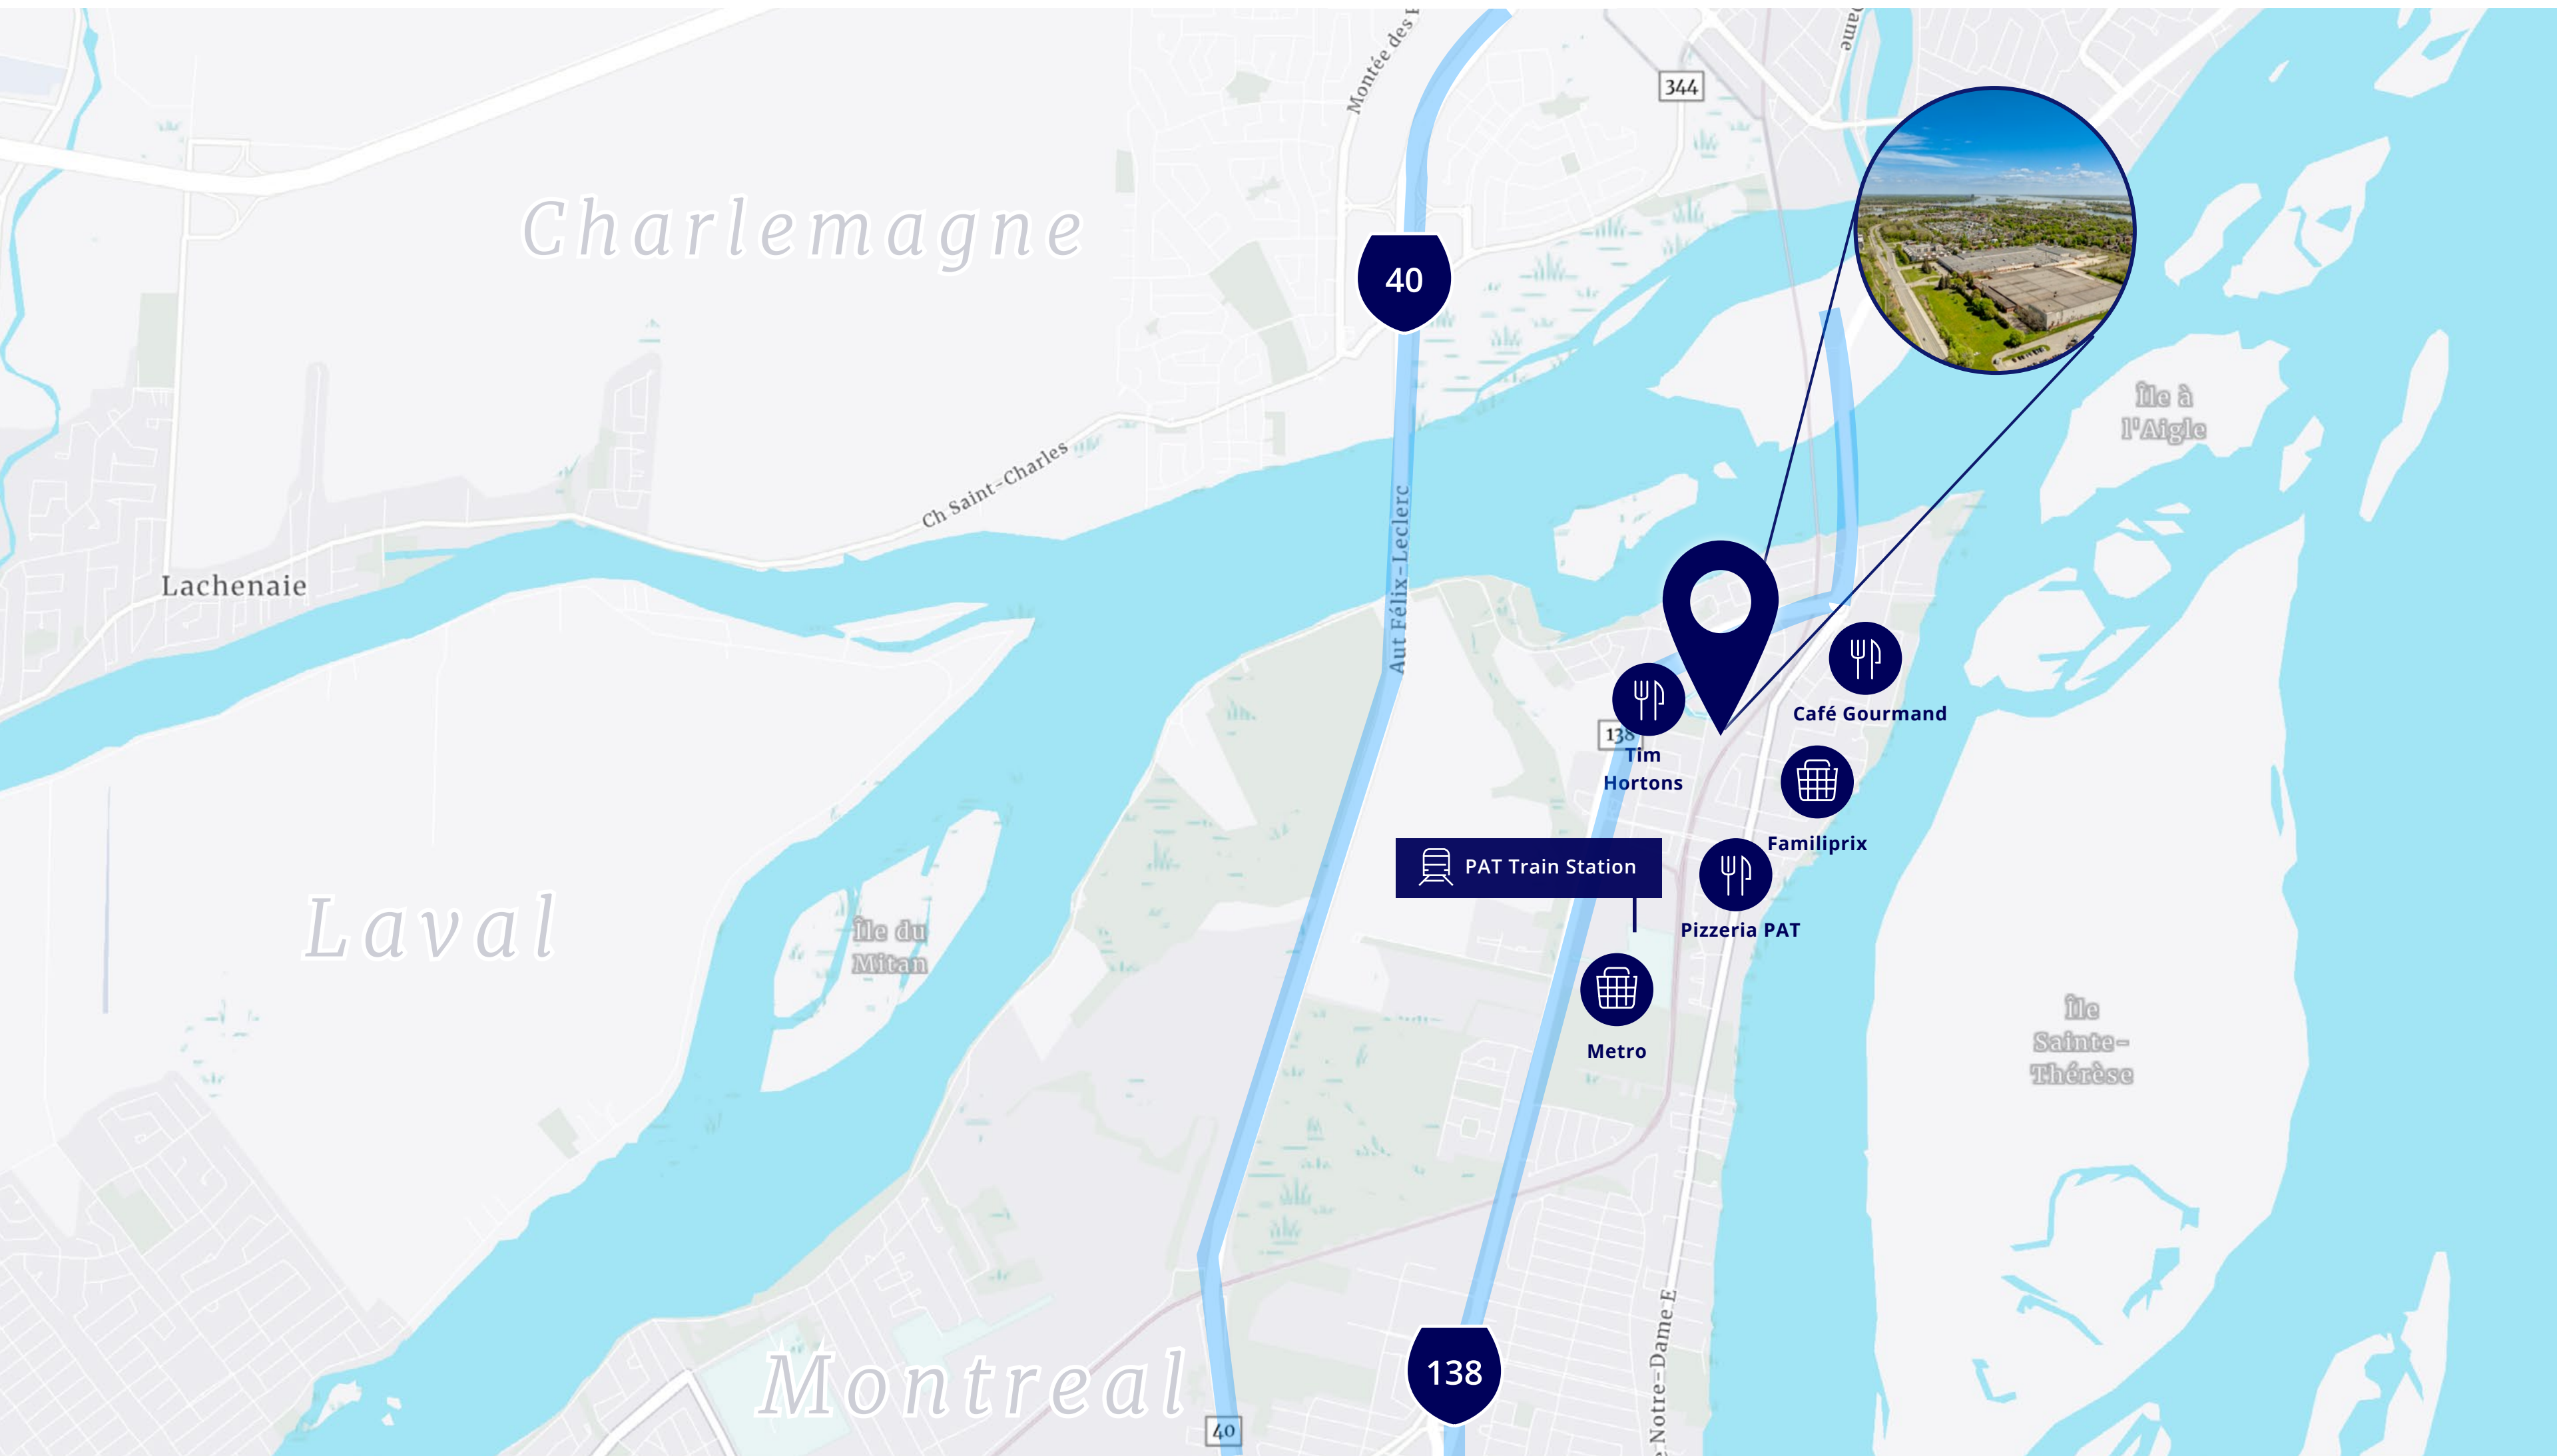 344
Charlemagne
40
Île à
l'Aigle
Ch Saint-Charles
Aut Félix-Leclerc
Lachenaie
Café Gourmand
138
Tim
Hortons
Familiprix
PAT Train Station
Pizzeria PAT
Laval
Île du
Mitan
Île
Sainte-
Thérèse
Metro
Montreal
138
Notre-Dame E
40
Montée des
Dame